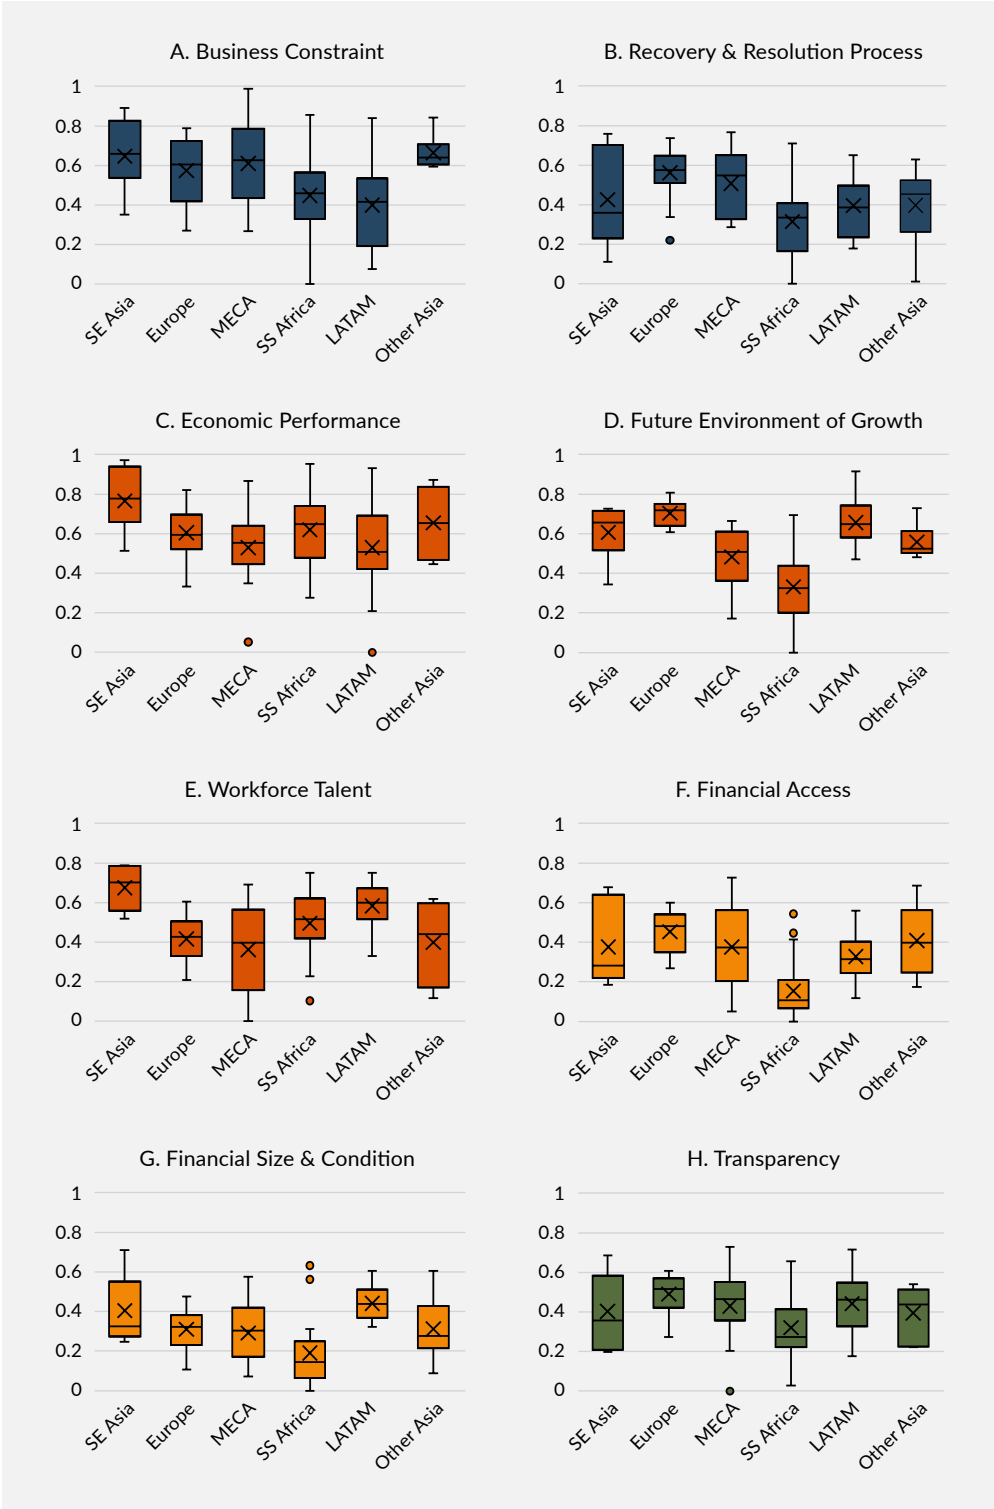 A. Business Constraint
1
0.8
0.6
0.4
0.2
0
SE Asia
Europe
MECA
SS Africa
LATAM
Other Asia
B. Recovery & Resolution Process
1
0.8
0.6
0.4
0.2
0
SE Asia
Europe
MECA
SS Africa
LATAM
Other Asia
C. Economic Performance
1
0.8
0.6
0.4
0.2
0
SE Asia
Europe
MECA
SS Africa
LATAM
Other Asia
D. Future Environment of Growth
1
0.8
0.6
0.4
0.2
0
SE Asia
Europe
MECA
SS Africa
LATAM
Other Asia
E. Workforce Talent
1
0.8
0.6
0.4
0.2
0
SE Asia
Europe
MECA
SS Africa
LATAM
Other Asia
F. Financial Access
1
0.8
0.6
0.4
0.2
0
SE Asia
Europe
MECA
SS Africa
LATAM
Other Asia
G. Financial Size & Condition
1
0.8
0.6
0.4
0.2
0
SE Asia
Europe
MECA
SS Africa
LATAM
Other Asia
H. Transparency
1
0.8
0.6
0.4
0.2
0
SE Asia
Europe
MECA
SS Africa
LATAM
Other Asia